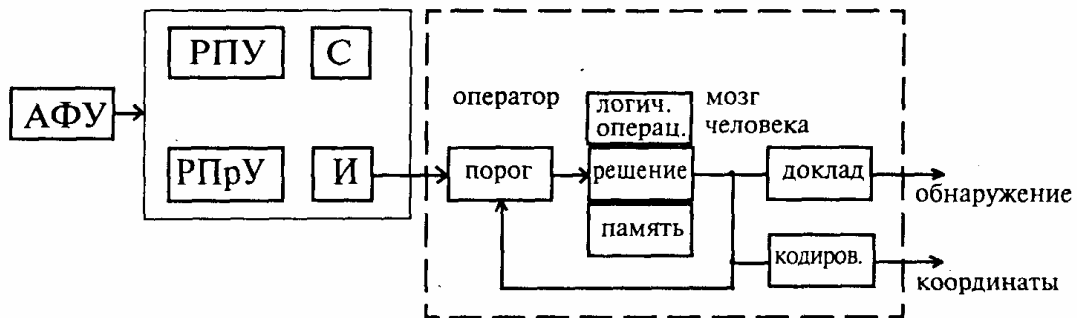 АФУ
РПУ
С
РПрУ
И
оператор
логич.
операц.
мозг
человека
порог
решение
память
доклад
обнаружение
кодиров.
координаты